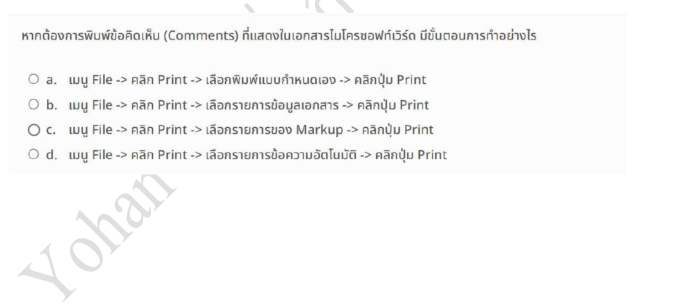 หากต้องการพิมพ์ข้อคิดเห็น (Comments) ที่แสดงในเอกสารไมโครซอฟท์เวิร์ด มีขั้นตอนการทำอย่างไร
a. เมนู File -> คลิก Print -> เลือกพิมพ์แบบกำหนดเอง -> คลิกปุ่ม Print
b. เมนู File -> คลิก Print -> เลือกรายการข้อมูลเอกสาร -> คลิกปุ่ม Print
c. เมนู File -> คลิก Print -> เลือกรายการของ Markup -> คลิกปุ่ม Print
d. เมนู File -> คลิก Print -> เลือกรายการข้อความอัตโนมัติ -> คลิกปุ่ม Print
Yohan